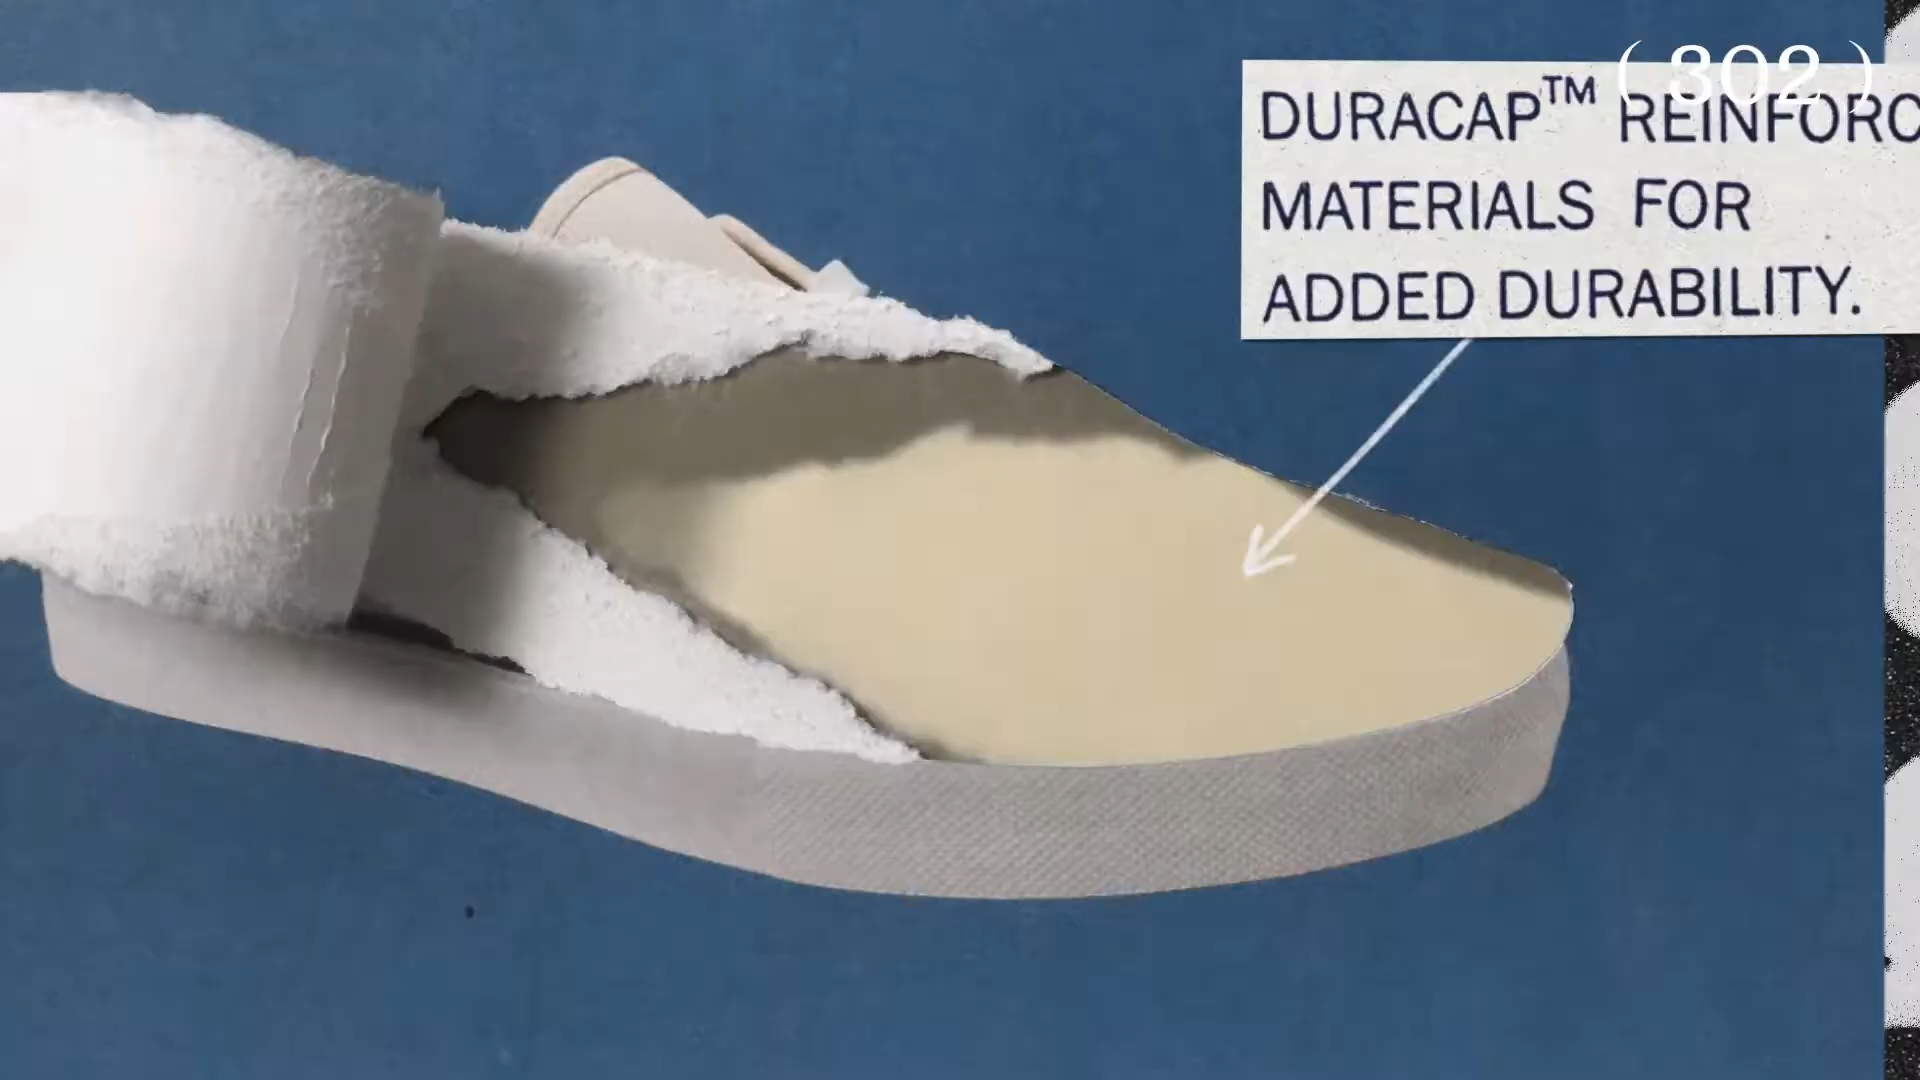 ( 302 )
DURACAP™ REINFORC
MATERIALS FOR
ADDED DURABILITY.